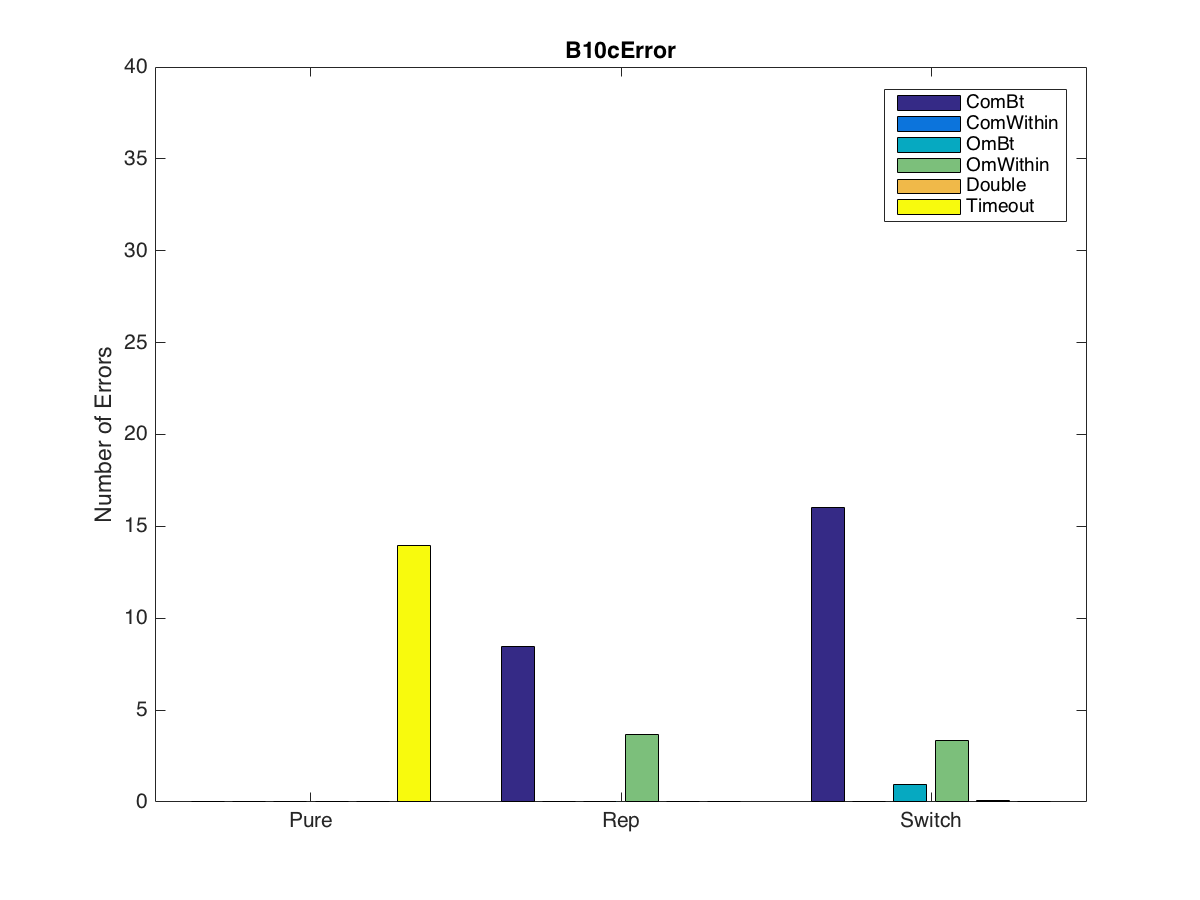 B10cError
40
35
30
25
20
15
10
5
0
Number of Errors
ComBt
ComWithin
OmBt
OmWithin
Double
Timeout
Pure
Rep
Switch